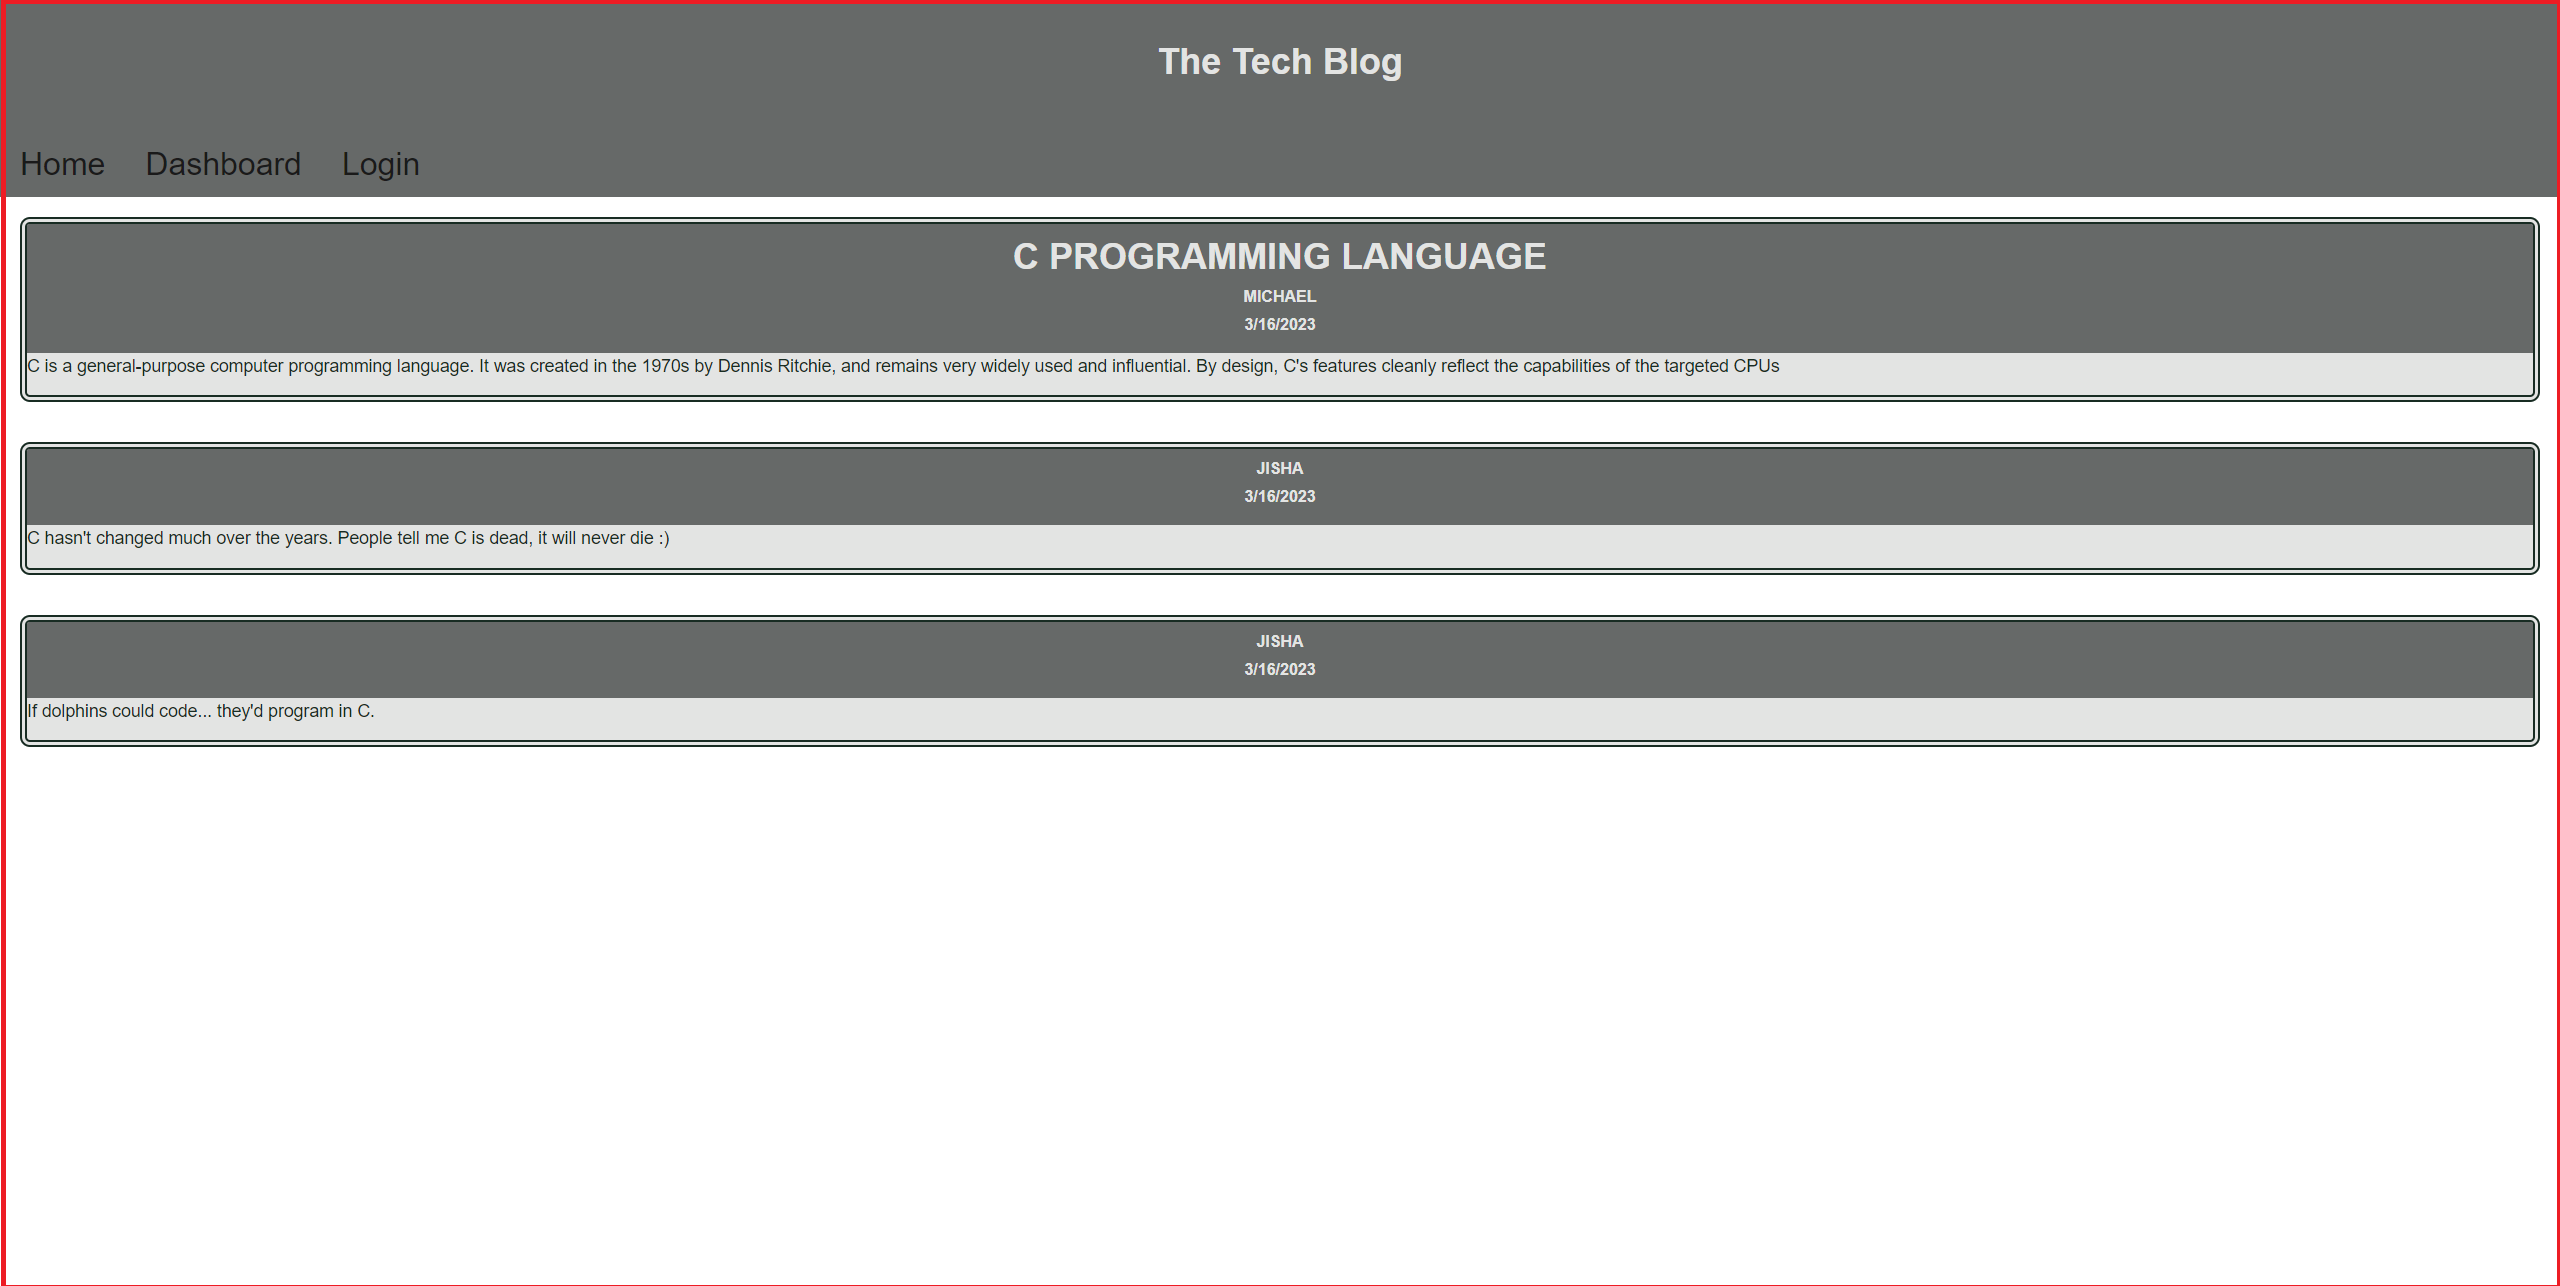 The Tech Blog
Home Dashboard Login
C PROGRAMMING LANGUAGE
MICHAEL
3/16/2023
C is a general-purpose computer programming language. It was created in the 1970s by Dennis Ritchie, and remains very widely used and influential. By design, C's features cleanly reflect the capabilities of the targeted CPUs
JISHA
3/16/2023
C hasn't changed much over the years. People tell me C is dead, it will never die :)
JISHA
3/16/2023
If dolphins could code... they'd program in C.